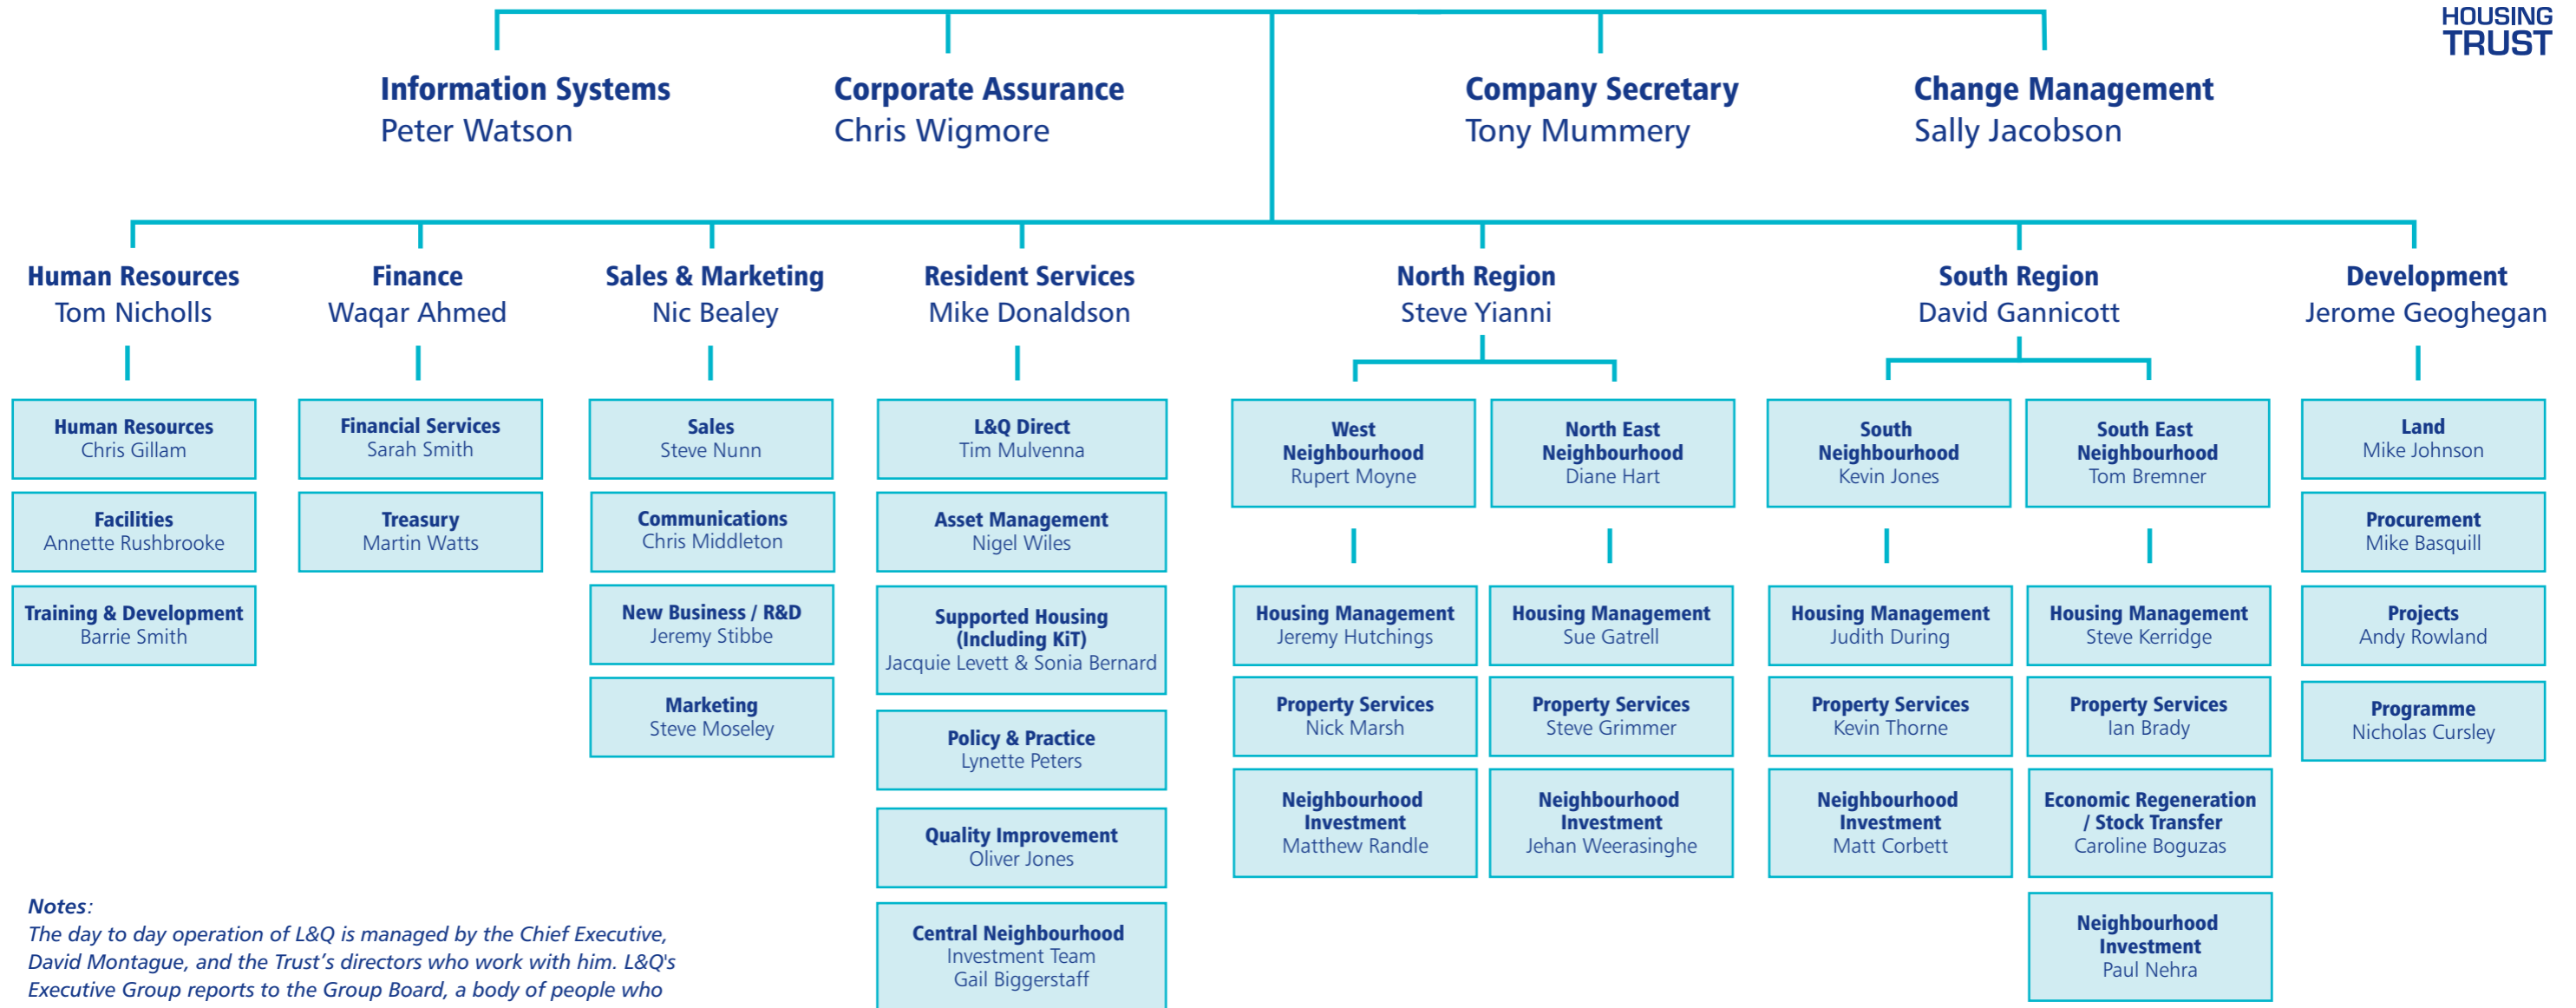 HOUSING
TRUST
Information Systems
Peter Watson
Corporate Assurance
Chris Wigmore
Company Secretary
Tony Mummery
Change Management
Sally Jacobson
Human Resources
Tom Nicholls
Finance
Waqar Ahmed
Sales & Marketing
Nic Bealey
Resident Services
Mike Donaldson
North Region
Steve Yianni
South Region
David Gannicott
Development
Jerome Geoghegan
Human Resources
Chris Gillam
Facilities
Annette Rushbrooke
Training & Development
Barrie Smith
Financial Services
Sarah Smith
Treasury
Martin Watts
Sales
Steve Nunn
Communications
Chris Middleton
New Business / R&D
Jeremy Stibbe
Marketing
Steve Moseley
L&Q Direct
Tim Mulvenna
Asset Management
Nigel Wiles
Supported Housing
(Including KiT)
Jacquie Levett & Sonia Bernard
Policy & Practice
Lynette Peters
Quality Improvement
Oliver Jones
Central Neighbourhood
Investment Team
Gail Biggerstaff
West
Neighbourhood
Rupert Moyne
Housing Management
Jeremy Hutchings
Property Services
Nick Marsh
Neighbourhood
Investment
Matthew Randle
North East
Neighbourhood
Diane Hart
Housing Management
Sue Gatrell
Property Services
Steve Grimmer
Neighbourhood
Investment
Jehan Weerasinghe
South
Neighbourhood
Kevin Jones
Housing Management
Judith During
Property Services
Kevin Thorne
Neighbourhood
Investment
Matt Corbett
South East
Neighbourhood
Tom Bremner
Housing Management
Steve Kerridge
Property Services
Ian Brady
Economic Regeneration
/ Stock Transfer
Caroline Boguzas
Neighbourhood
Investment
Paul Nehra
Land
Mike Johnson
Procurement
Mike Basquill
Projects
Andy Rowland
Programme
Nicholas Cursley
Notes:
The day to day operation of L&Q is managed by the Chief Executive,
David Montague, and the Trust’s directors who work with him. L&Q's
Executive Group reports to the Group Board, a body of people who